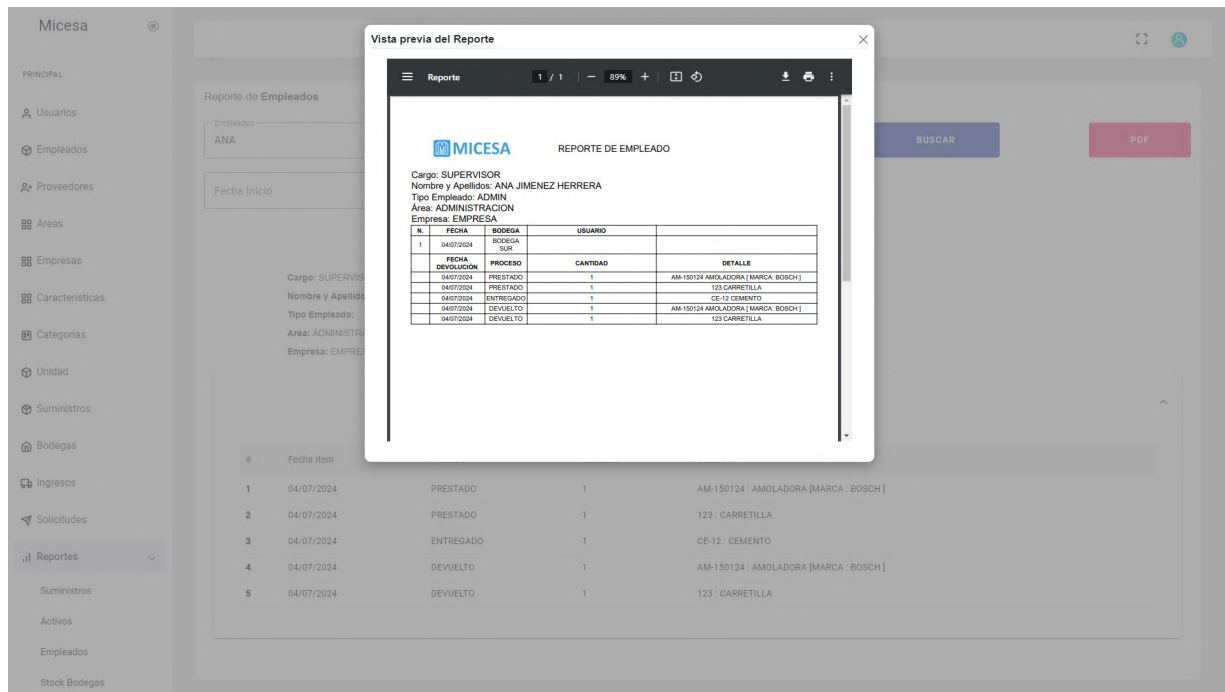 Micesa
PRINCIPAL
Usuarios
Empleados
Proveedores
Areas
Empresas
Características
Categorias
Unidad
Suministros
Bodegas
Ingresos
Solicitudes
Reportes
Suministros
Activos
Empleados
Stock Bodegas
Reporte de Empleados
Empleados
ANA
BUSCAR
PDF
Fecha Inicio
Cargo: SUPERVIS
Nombre y Apellido
Tipo Empleado:
Area: ADMINISTRA
Empresa: EMPRE
Vista previa del Reporte
Reporte 1 / 1 89%
MICESA REPORTE DE EMPLEADO
Cargo: SUPERVISOR
Nombre y Apellidos: ANA JIMENEZ HERRERA
Tipo Empleado: ADMIN
Área: ADMINISTRACION
Empresa: EMPRESA
N. FECHA BODEGA USUARIO
1 04/07/2024 BODEGA SUR
FECHA DEVOLUCIÓN PROCESO CANTIDAD DETALLE
04/07/2024 PRESTADO 1 AM-150124 AMOLADORA [ MARCA: BOSCH ]
04/07/2024 PRESTADO 1 123 CARRETILLA
04/07/2024 ENTREGADO 1 CE-12 CEMENTO
04/07/2024 DEVUELTO 1 AM-150124 AMOLADORA [ MARCA: BOSCH ]
04/07/2024 DEVUELTO 1 123 CARRETILLA
# Fecha item
1 04/07/2024 PRESTADO 1 AM-150124 : AMOLADORA [MARCA : BOSCH ]
2 04/07/2024 PRESTADO 1 123 : CARRETILLA
3 04/07/2024 ENTREGADO 1 CE-12 : CEMENTO
4 04/07/2024 DEVUELTO 1 AM-150124 : AMOLADORA [MARCA : BOSCH ]
5 04/07/2024 DEVUELTO 1 123 : CARRETILLA